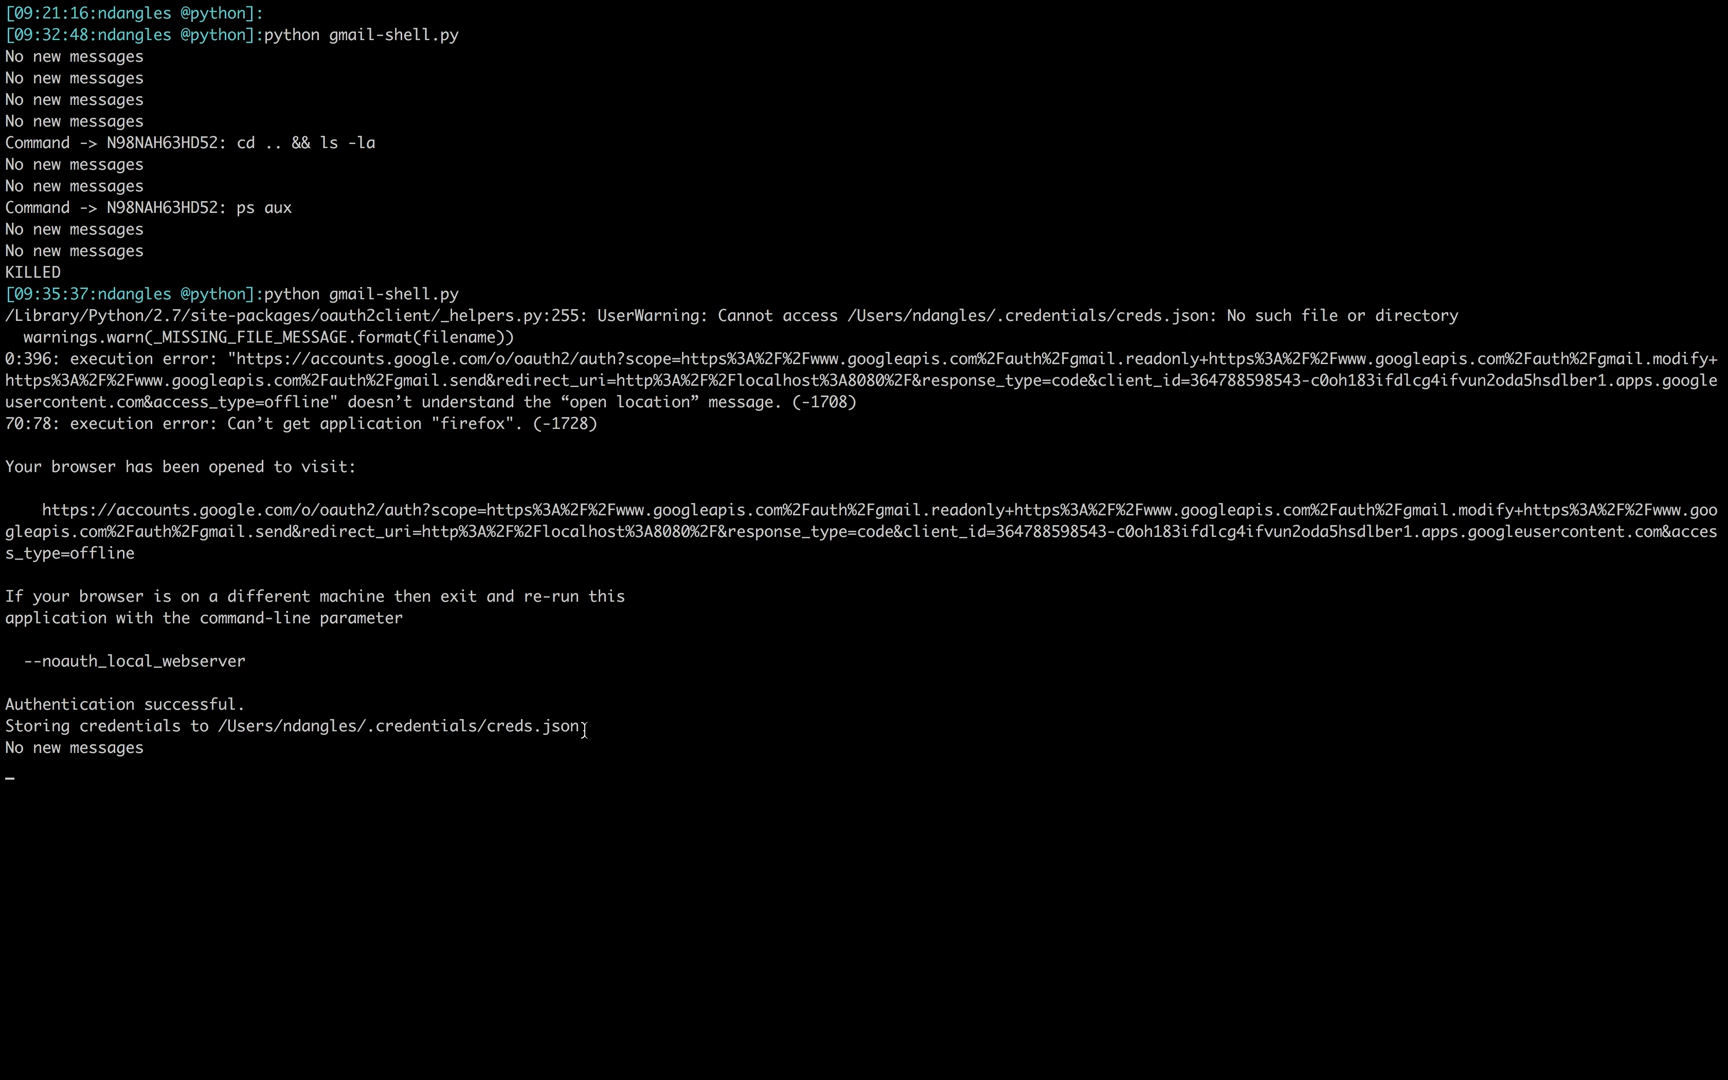 [09:21:16:ndangles @python]:
[09:32:48:ndangles @python]:python gmail-shell.py
No new messages
No new messages
No new messages
No new messages
Command -> N98NAH63HD52: cd .. && ls -la
No new messages
No new messages
Command -> N98NAH63HD52: ps aux
No new messages
No new messages
KILLED
[09:35:37:ndangles @python]:python gmail-shell.py
/Library/Python/2.7/site-packages/oauth2client/_helpers.py:255: UserWarning: Cannot access /Users/ndangles/.credentials/creds.json: No such file or directory
  warnings.warn(_MISSING_FILE_MESSAGE.format(filename))
0:396: execution error: "https://accounts.google.com/o/oauth2/auth?scope=https%3A%2F%2Fwww.googleapis.com%2Fauth%2Fgmail.readonly+https%3A%2F%2Fwww.googleapis.com%2Fauth%2Fgmail.modify+
https%3A%2F%2Fwww.googleapis.com%2Fauth%2Fgmail.send&redirect_uri=http%3A%2F%2Flocalhost%3A8080%2F&response_type=code&client_id=364788598543-c0oh183ifdlcg4ifvun2oda5hsdlber1.apps.google
usercontent.com&access_type=offline" doesn’t understand the “open location” message. (-1708)
70:78: execution error: Can’t get application "firefox". (-1728)
Your browser has been opened to visit:
    https://accounts.google.com/o/oauth2/auth?scope=https%3A%2F%2Fwww.googleapis.com%2Fauth%2Fgmail.readonly+https%3A%2F%2Fwww.googleapis.com%2Fauth%2Fgmail.modify+https%3A%2F%2Fwww.goo
gleapis.com%2Fauth%2Fgmail.send&redirect_uri=http%3A%2F%2Flocalhost%3A8080%2F&response_type=code&client_id=364788598543-c0oh183ifdlcg4ifvun2oda5hsdlber1.apps.googleusercontent.com&acces
s_type=offline
If your browser is on a different machine then exit and re-run this
application with the command-line parameter
  --noauth_local_webserver
Authentication successful.
Storing credentials to /Users/ndangles/.credentials/creds.json
No new messages